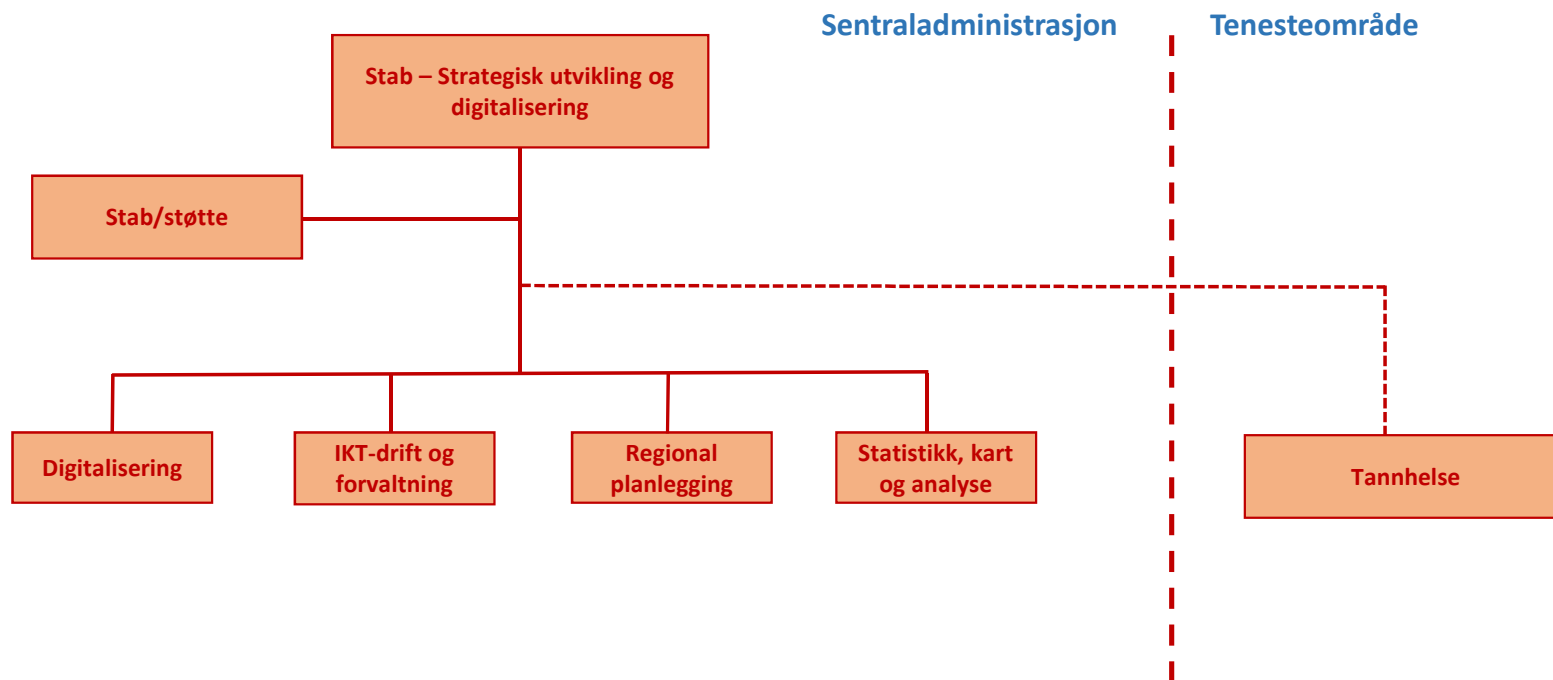 Sentraladministrasjon
Tenesteområde
Stab – Strategisk utvikling og
digitalisering
Stab/støtte
Digitalisering
IKT-drift og
forvaltning
Regional
planlegging
Statistikk, kart
og analyse
Tannhelse